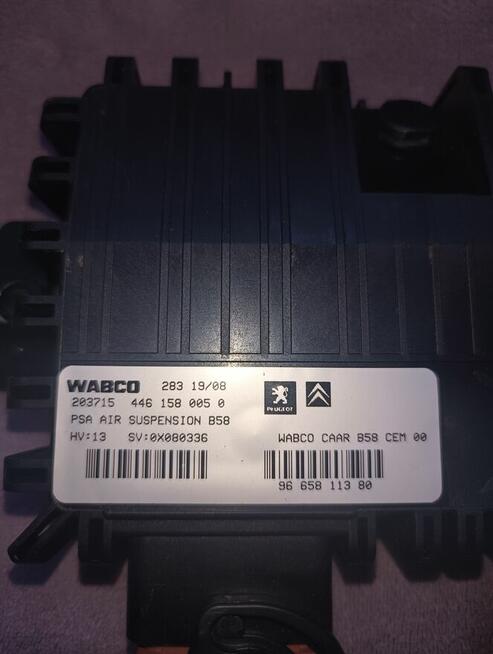 WABCO 283 19/08
203715 446 158 005 0
PSA AIR SUSPENSION B58
HV:13 SV:0X080336
PEUGEOT
WABCO CAAR B58 CEM 00
96 658 113 80